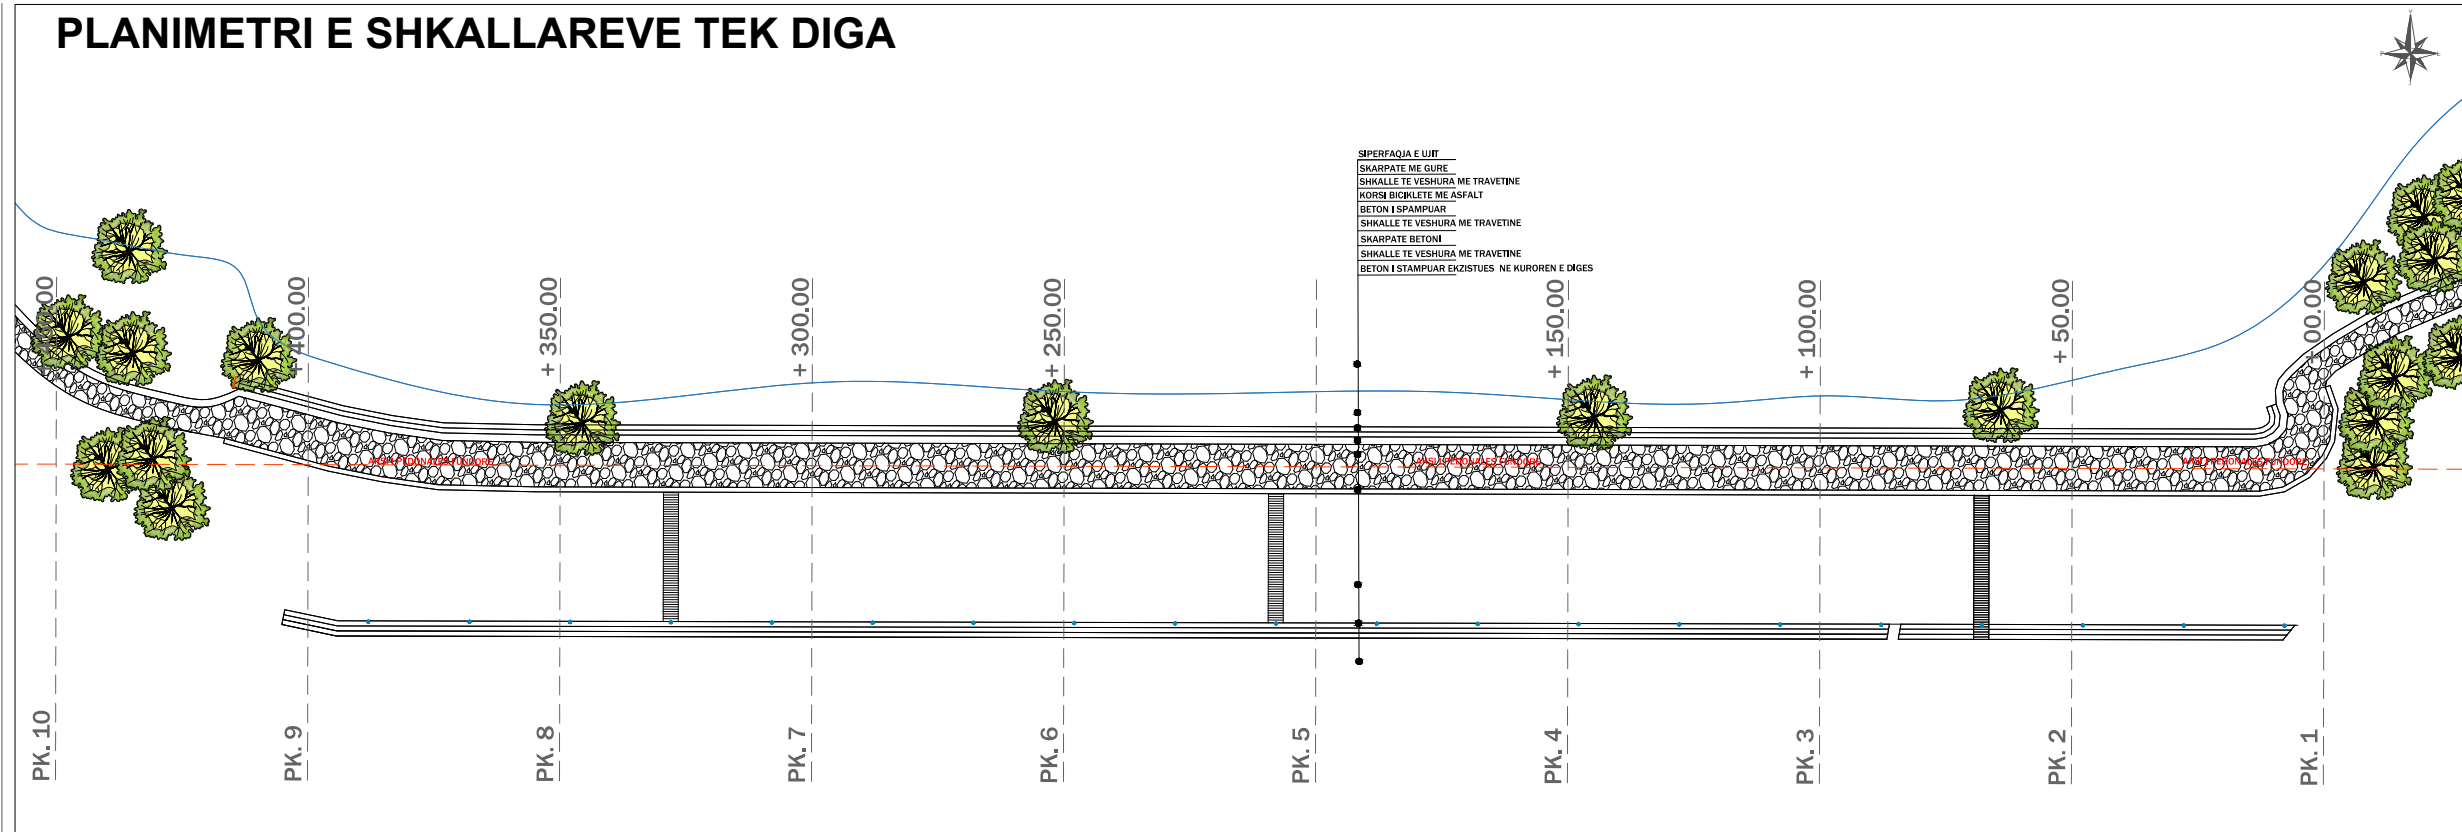 PLANIMETRI E SHKALLAREVE TEK DIGA
SIPERFAQJA E UJIT
SKARPATE ME GURE
SHKALLE TE VESHURA ME TRAVETINE
KORSI BICIKLETE ME ASFALT
BETON I SPAMPUAR
SHKALLE TE VESHURA ME TRAVETINE
SKARPATE BETONI
SHKALLE TE VESHURA ME TRAVETINE
BETON I STAMPUAR EKZISTUES NE KUROREN E DIGES
+ 400.00
+ 350.00
+ 300.00
+ 250.00
+ 150.00
+ 100.00
+ 50.00
+ 00.00
PK. 10
PK. 9
PK. 8
PK. 7
PK. 6
PK. 5
PK. 4
PK. 3
PK. 2
PK. 1